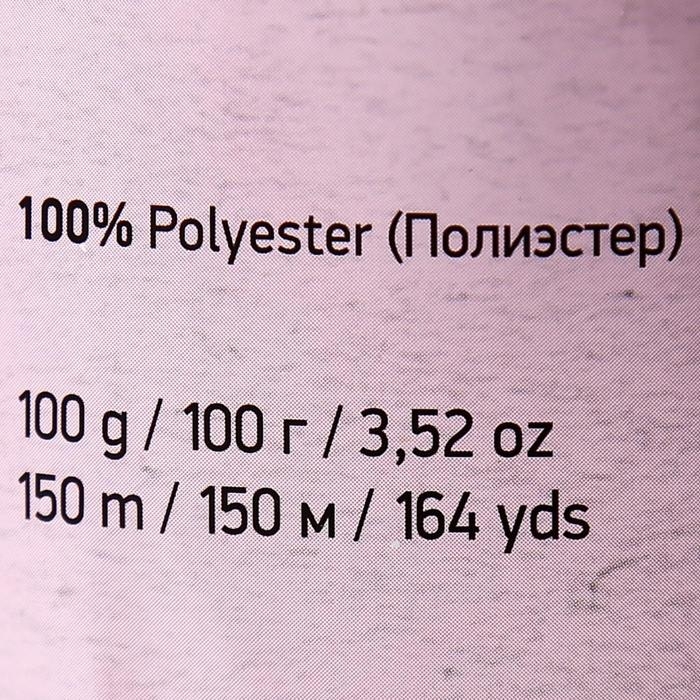 100% Polyester (Полиэстер)
100 g / 100 г / 3,52 oz
150 m / 150 м / 164 yds